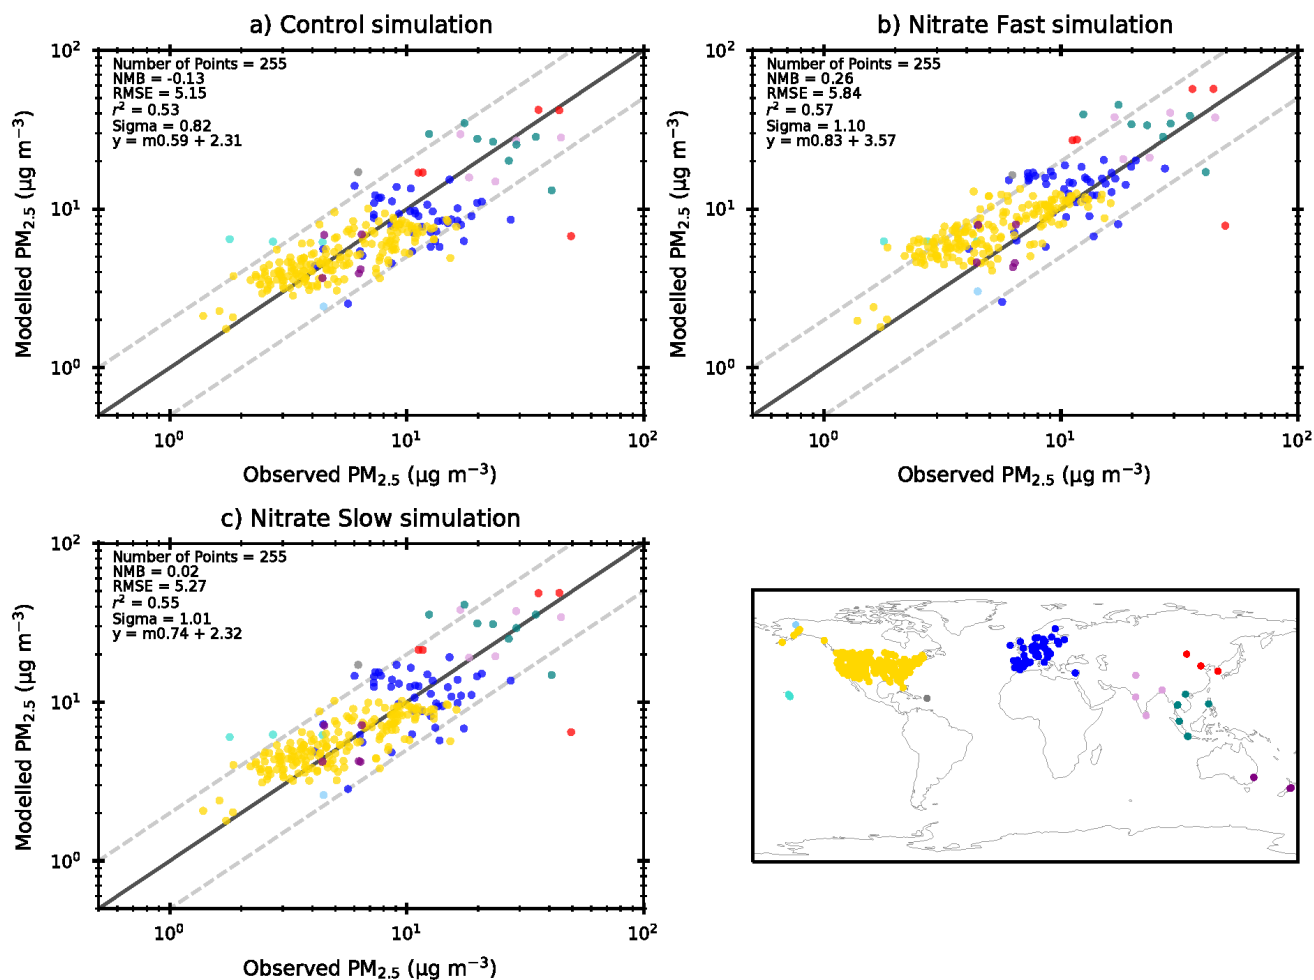 a) Control simulation
Number of Points = 255
NMB = -0.13
RMSE = 5.15
r² = 0.53
Sigma = 0.82
y = m0.59 + 2.31
10²
10¹
10⁰
Modelled PM₂.₅ (µg m⁻³)
10⁰ 10¹ 10²
Observed PM₂.₅ (µg m⁻³)
b) Nitrate Fast simulation
Number of Points = 255
NMB = 0.26
RMSE = 5.84
r² = 0.57
Sigma = 1.10
y = m0.83 + 3.57
10²
10¹
10⁰
Modelled PM₂.₅ (µg m⁻³)
10⁰ 10¹ 10²
Observed PM₂.₅ (µg m⁻³)
c) Nitrate Slow simulation
Number of Points = 255
NMB = 0.02
RMSE = 5.27
r² = 0.55
Sigma = 1.01
y = m0.74 + 2.32
10²
10¹
10⁰
Modelled PM₂.₅ (µg m⁻³)
10⁰ 10¹ 10²
Observed PM₂.₅ (µg m⁻³)